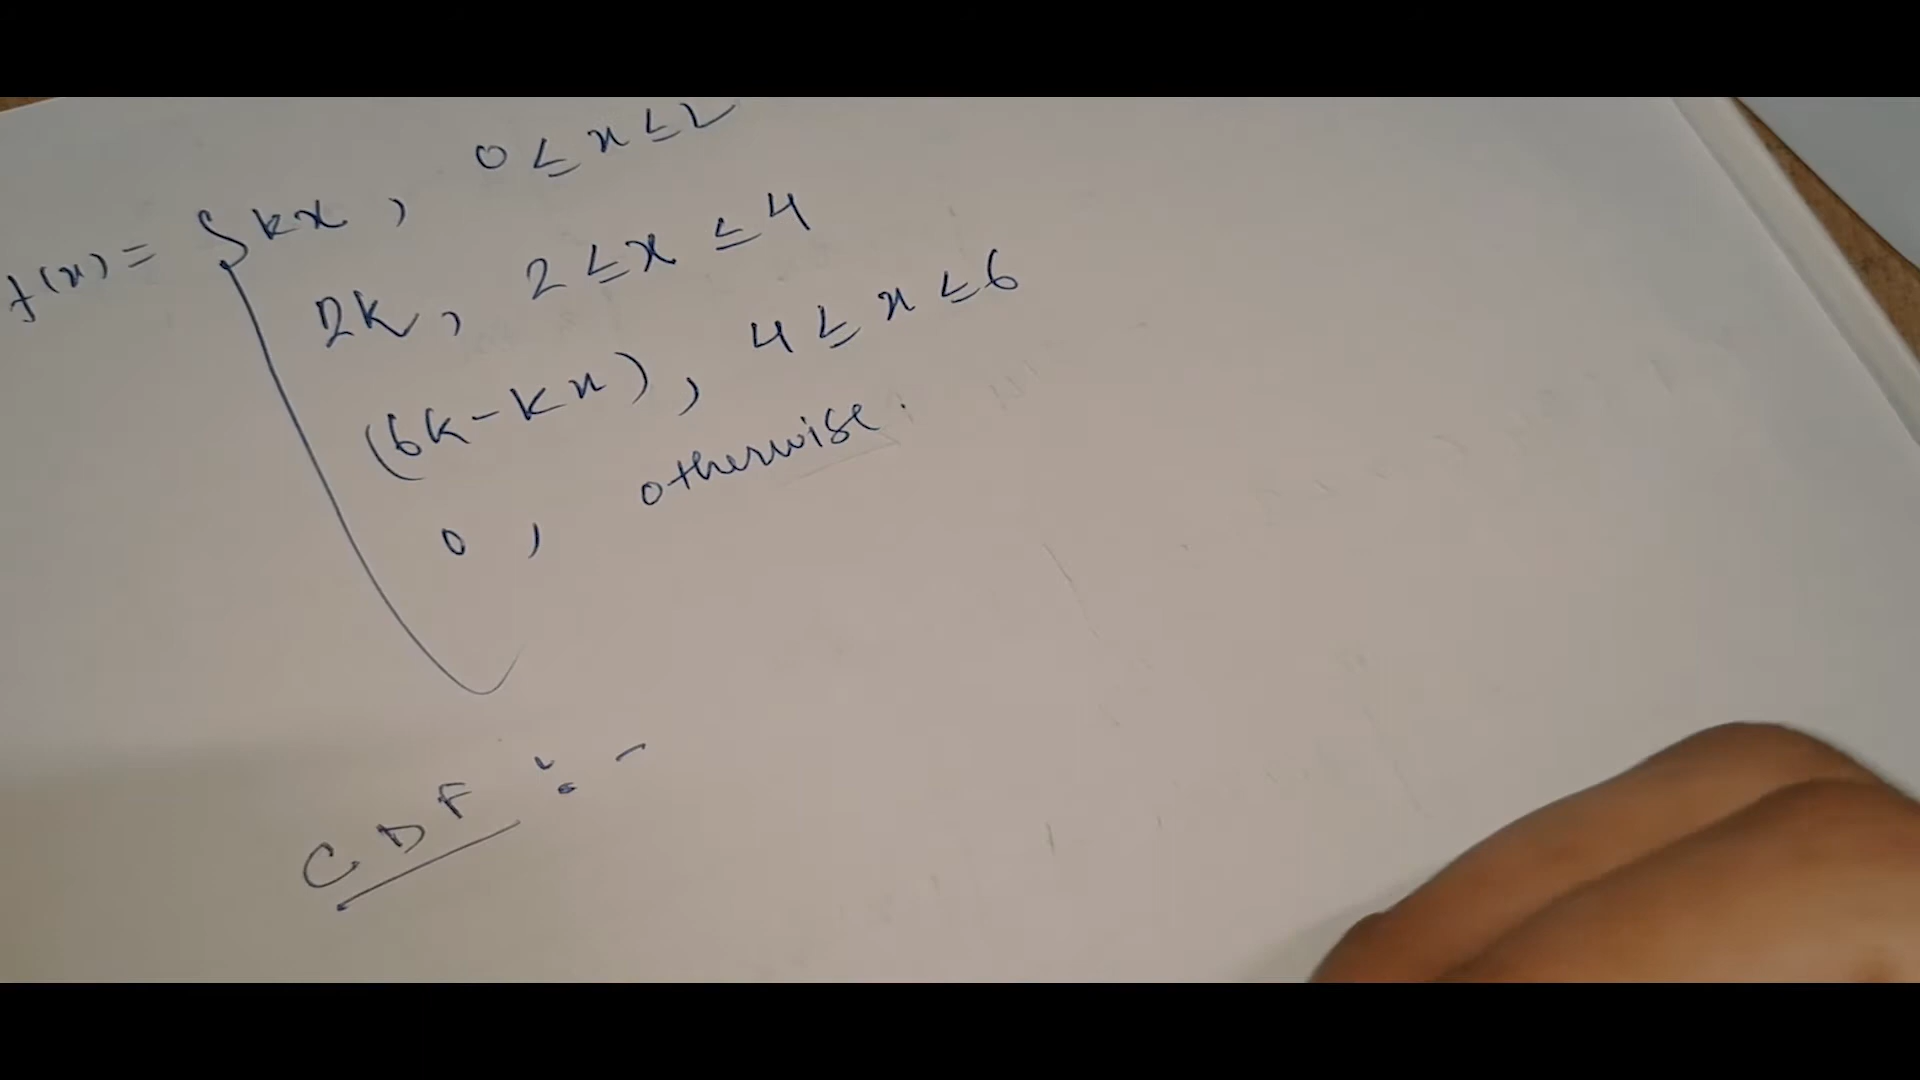 f(x) = { kx , 0 ≤ x ≤ 2
2k , 2 ≤ x ≤ 4
(6k - kx) , 4 ≤ x ≤ 6
0 , otherwise.
CDF : -